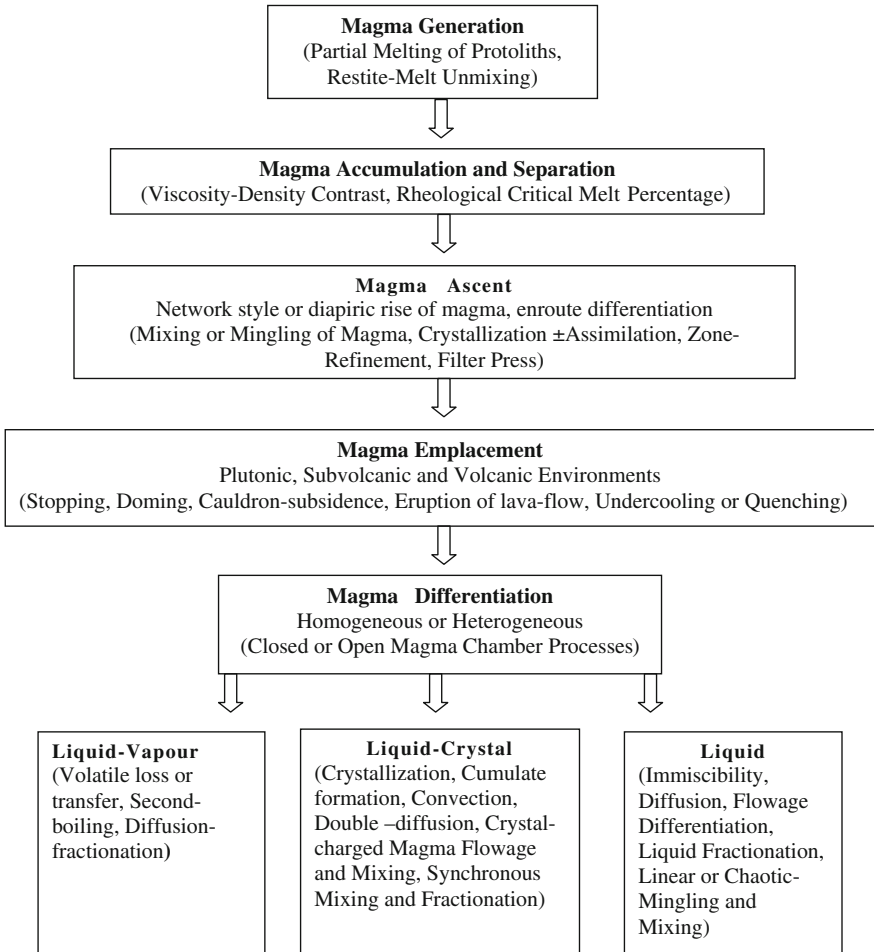 Magma Generation
(Partial Melting of Protoliths,
Restite-Melt Unmixing)
Magma Accumulation and Separation
(Viscosity-Density Contrast, Rheological Critical Melt Percentage)
Magma Ascent
Network style or diapiric rise of magma, enroute differentiation
(Mixing or Mingling of Magma, Crystallization ±Assimilation, Zone-
Refinement, Filter Press)
Magma Emplacement
Plutonic, Subvolcanic and Volcanic Environments
(Stopping, Doming, Cauldron-subsidence, Eruption of lava-flow, Undercooling or Quenching)
Magma Differentiation
Homogeneous or Heterogeneous
(Closed or Open Magma Chamber Processes)
Liquid-Vapour
(Volatile loss or
transfer, Second-
boiling, Diffusion-
fractionation)
Liquid-Crystal
(Crystallization, Cumulate
formation, Convection,
Double –diffusion, Crystal-
charged Magma Flowage
and Mixing, Synchronous
Mixing and Fractionation)
Liquid
(Immiscibility,
Diffusion, Flowage
Differentiation,
Liquid Fractionation,
Linear or Chaotic-
Mingling and
Mixing)